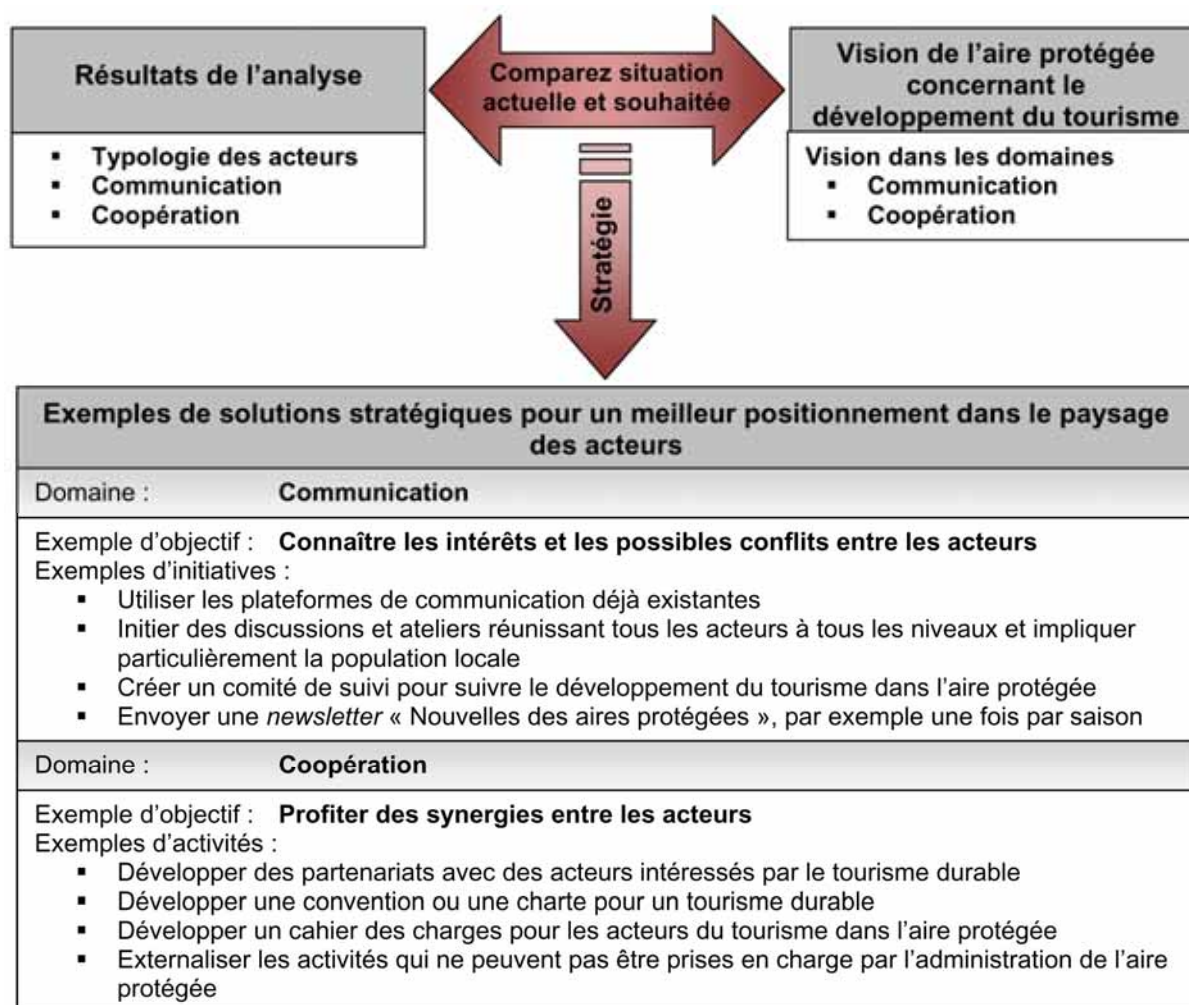 Résultats de l'analyse
▪ Typologie des acteurs
▪ Communication
▪ Coopération
Comparez situation
actuelle et souhaitée
Vision de l'aire protégée
concernant le
développement du tourisme
Vision dans les domaines
▪ Communication
▪ Coopération
Stratégie
Exemples de solutions stratégiques pour un meilleur positionnement dans le paysage
des acteurs
Domaine : Communication
Exemple d'objectif : Connaître les intérêts et les possibles conflits entre les acteurs
Exemples d'initiatives :
▪ Utiliser les plateformes de communication déjà existantes
▪ Initier des discussions et ateliers réunissant tous les acteurs à tous les niveaux et impliquer
particulièrement la population locale
▪ Créer un comité de suivi pour suivre le développement du tourisme dans l'aire protégée
▪ Envoyer une newsletter « Nouvelles des aires protégées », par exemple une fois par saison
Domaine : Coopération
Exemple d'objectif : Profiter des synergies entre les acteurs
Exemples d'activités :
▪ Développer des partenariats avec des acteurs intéressés par le tourisme durable
▪ Développer une convention ou une charte pour un tourisme durable
▪ Développer un cahier des charges pour les acteurs du tourisme dans l'aire protégée
▪ Externaliser les activités qui ne peuvent pas être prises en charge par l'administration de l'aire
protégée